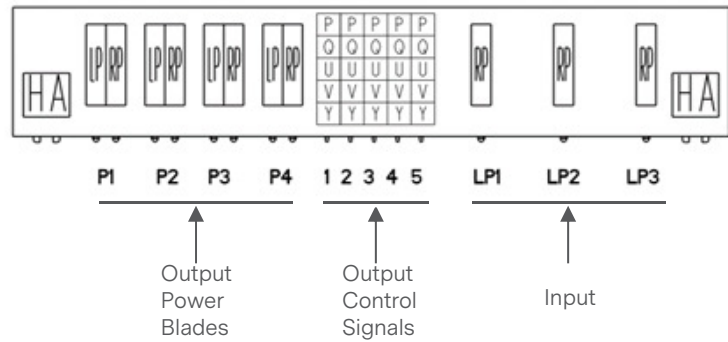 P P P P P
LP RP LP RP LP RP LP RP Q Q Q Q Q RP RP RP
HA U U U U U HA
V V V V V
Y Y Y Y Y
P1 P2 P3 P4 1 2 3 4 5 LP1 LP2 LP3
Output
Power
Blades
Output
Control
Signals
Input